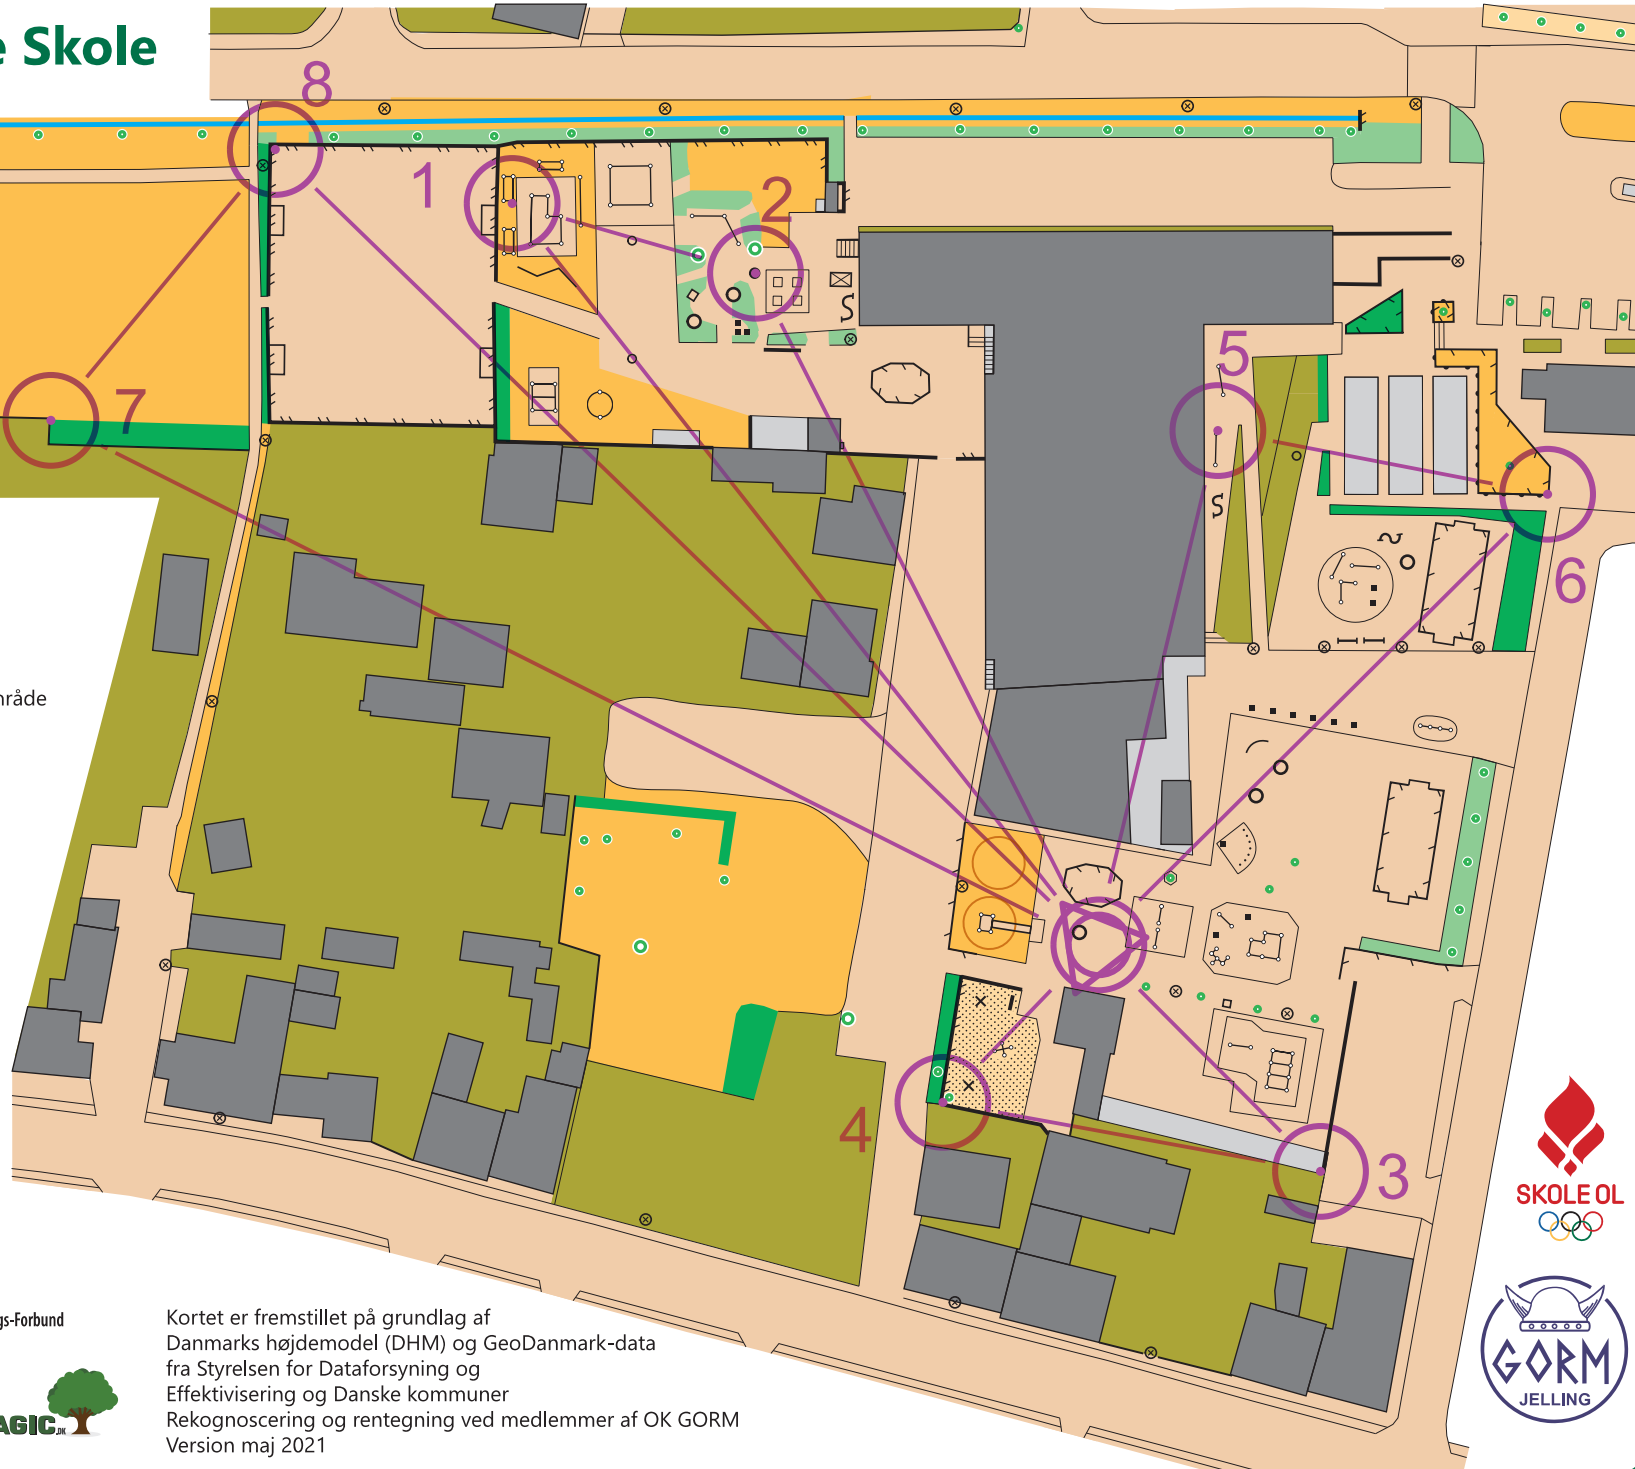 e Skole
8
1
2
5
7
6
nråde
4
3
SKOLE OL
gs-Forbund
Kortet er fremstillet på grundlag af
Danmarks højdemodel (DHM) og GeoDanmark-data
fra Styrelsen for Dataforsyning og
Effektivisering og Danske kommuner
Rekognoscering og rentegning ved medlemmer af OK GORM
Version maj 2021
AGIC.DK
GORM
JELLING